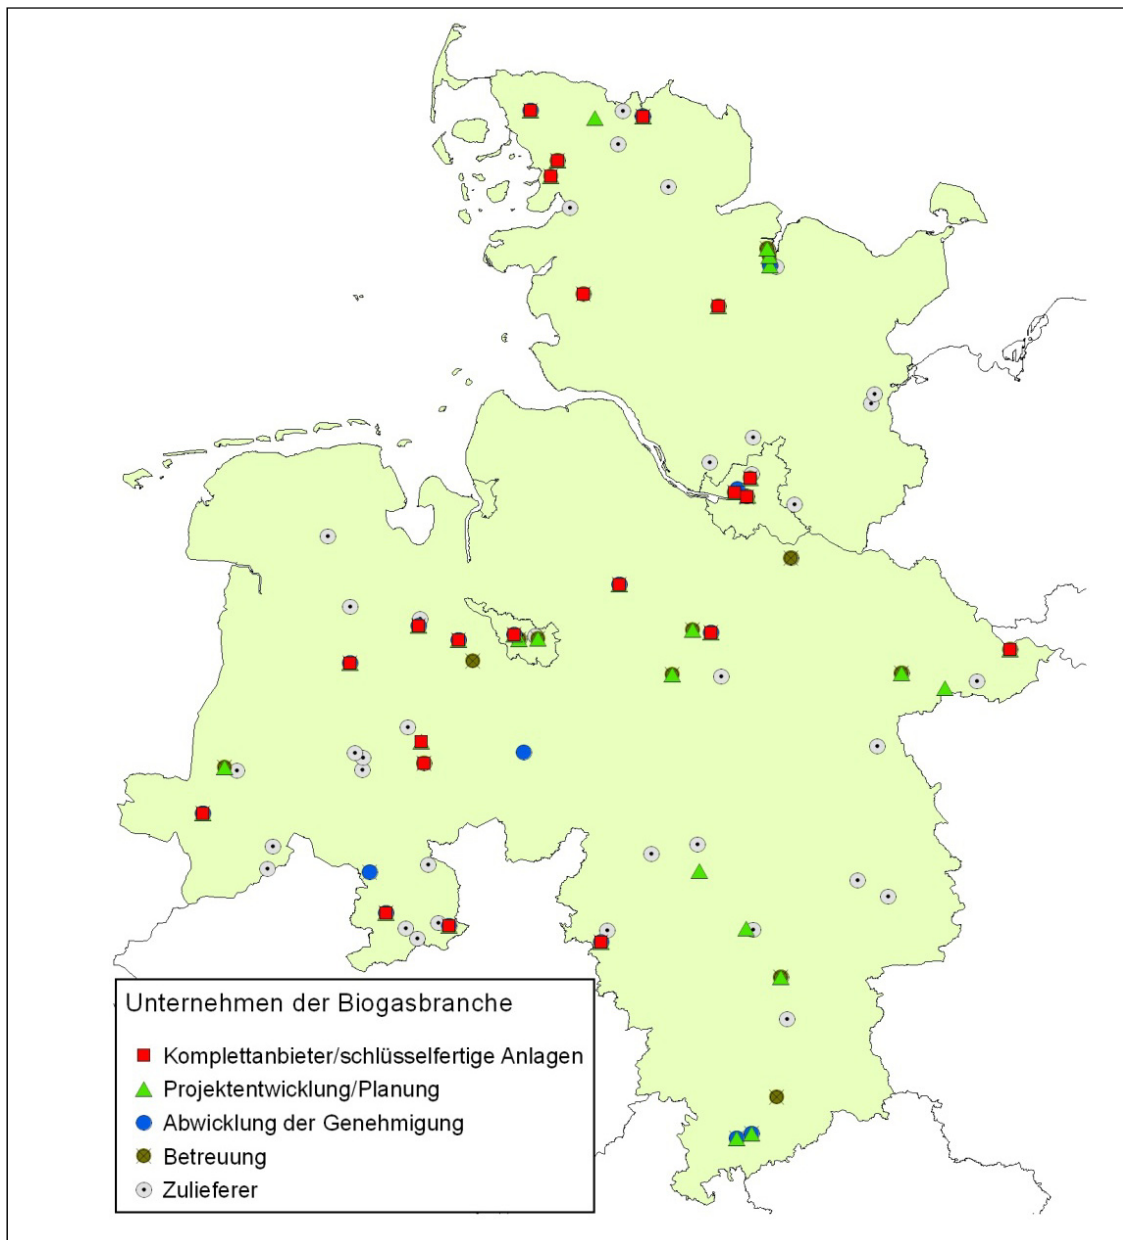 Unternehmen der Biogasbranche
Komplettanbieter/schlüsselfertige Anlagen
Projektentwicklung/Planung
Abwicklung der Genehmigung
Betreuung
Zulieferer